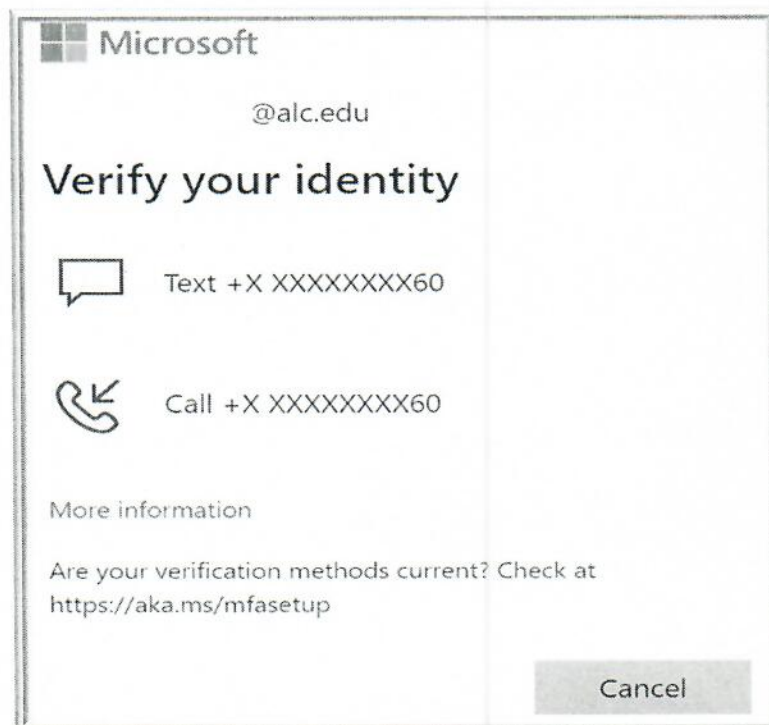 Microsoft
@alc.edu
Verify your identity
Text +X XXXXXXXX60
Call +X XXXXXXXX60
More information
Are your verification methods current? Check at
https://aka.ms/mfasetup
Cancel